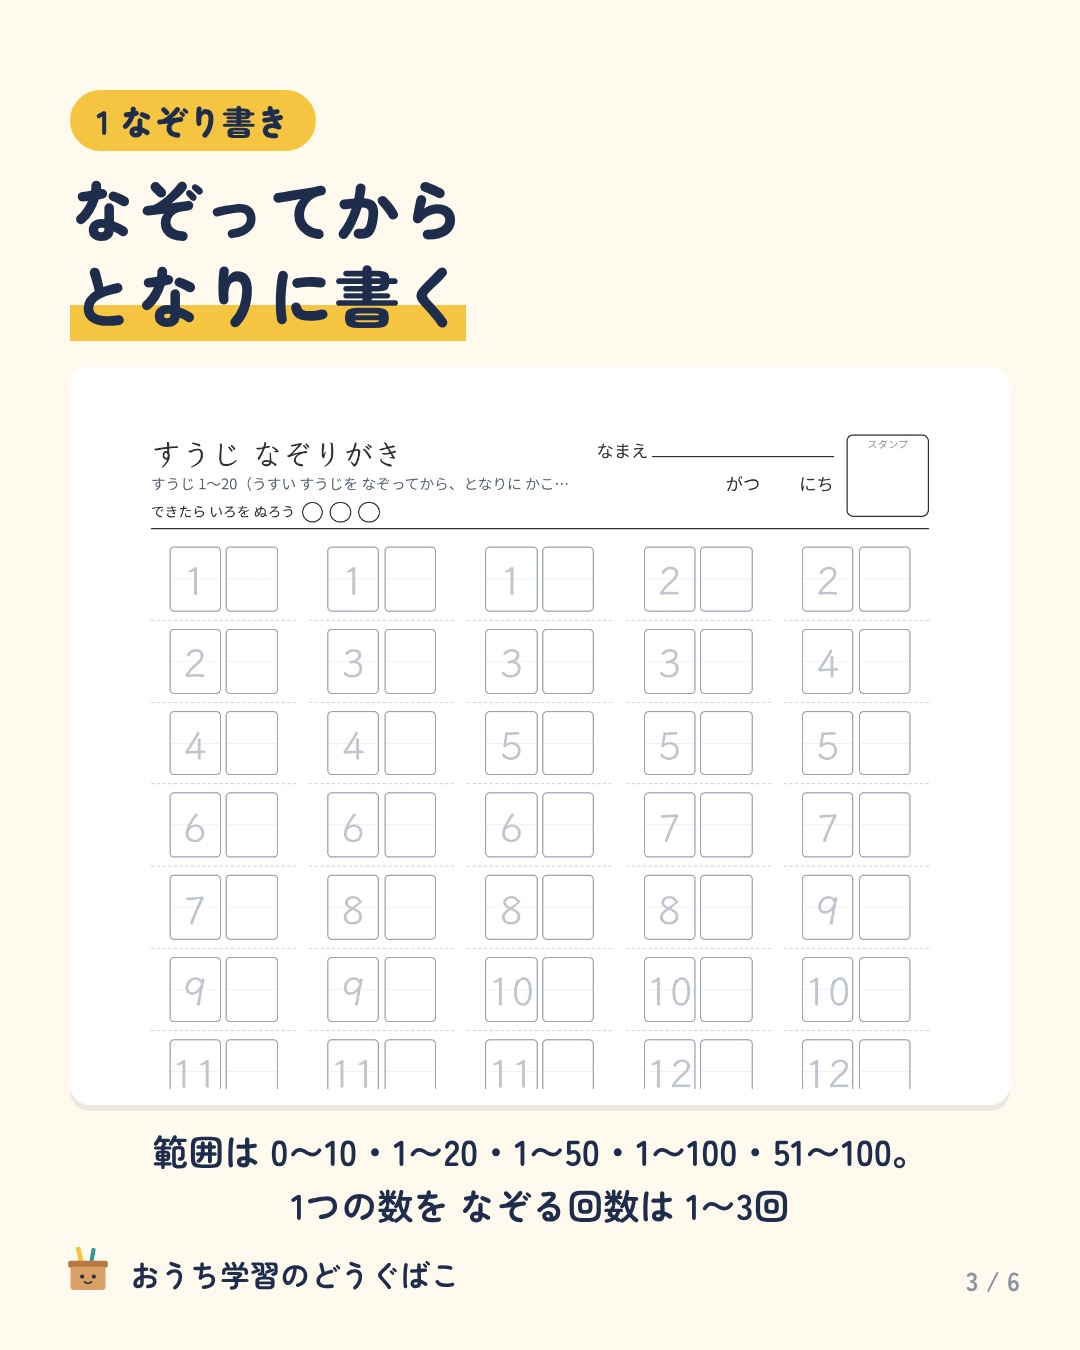 1 なぞり書き
なぞってから
となりに書く
すうじ なぞりがき
なまえ
スタンプ
すうじ 1〜20（うすい すうじを なぞってから、となりに かこ…
がつ にち
できたら いろを ぬろう
1 1 1 2 2
2 3 3 3 4
4 4 5 5 5
6 6 6 7 7
7 8 8 8 9
9 9 10 10 10
11 11 11 12 12
範囲は 0〜10・1〜20・1〜50・1〜100・51〜100。
1つの数を なぞる回数は 1〜3回
おうち学習のどうぐばこ
3 / 6